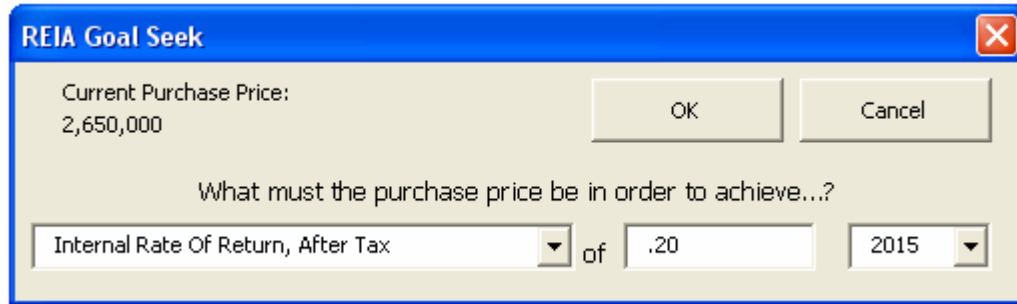 REIA Goal Seek
Current Purchase Price:
2,650,000
OK
Cancel
What must the purchase price be in order to achieve...?
Internal Rate Of Return, After Tax of .20 2015